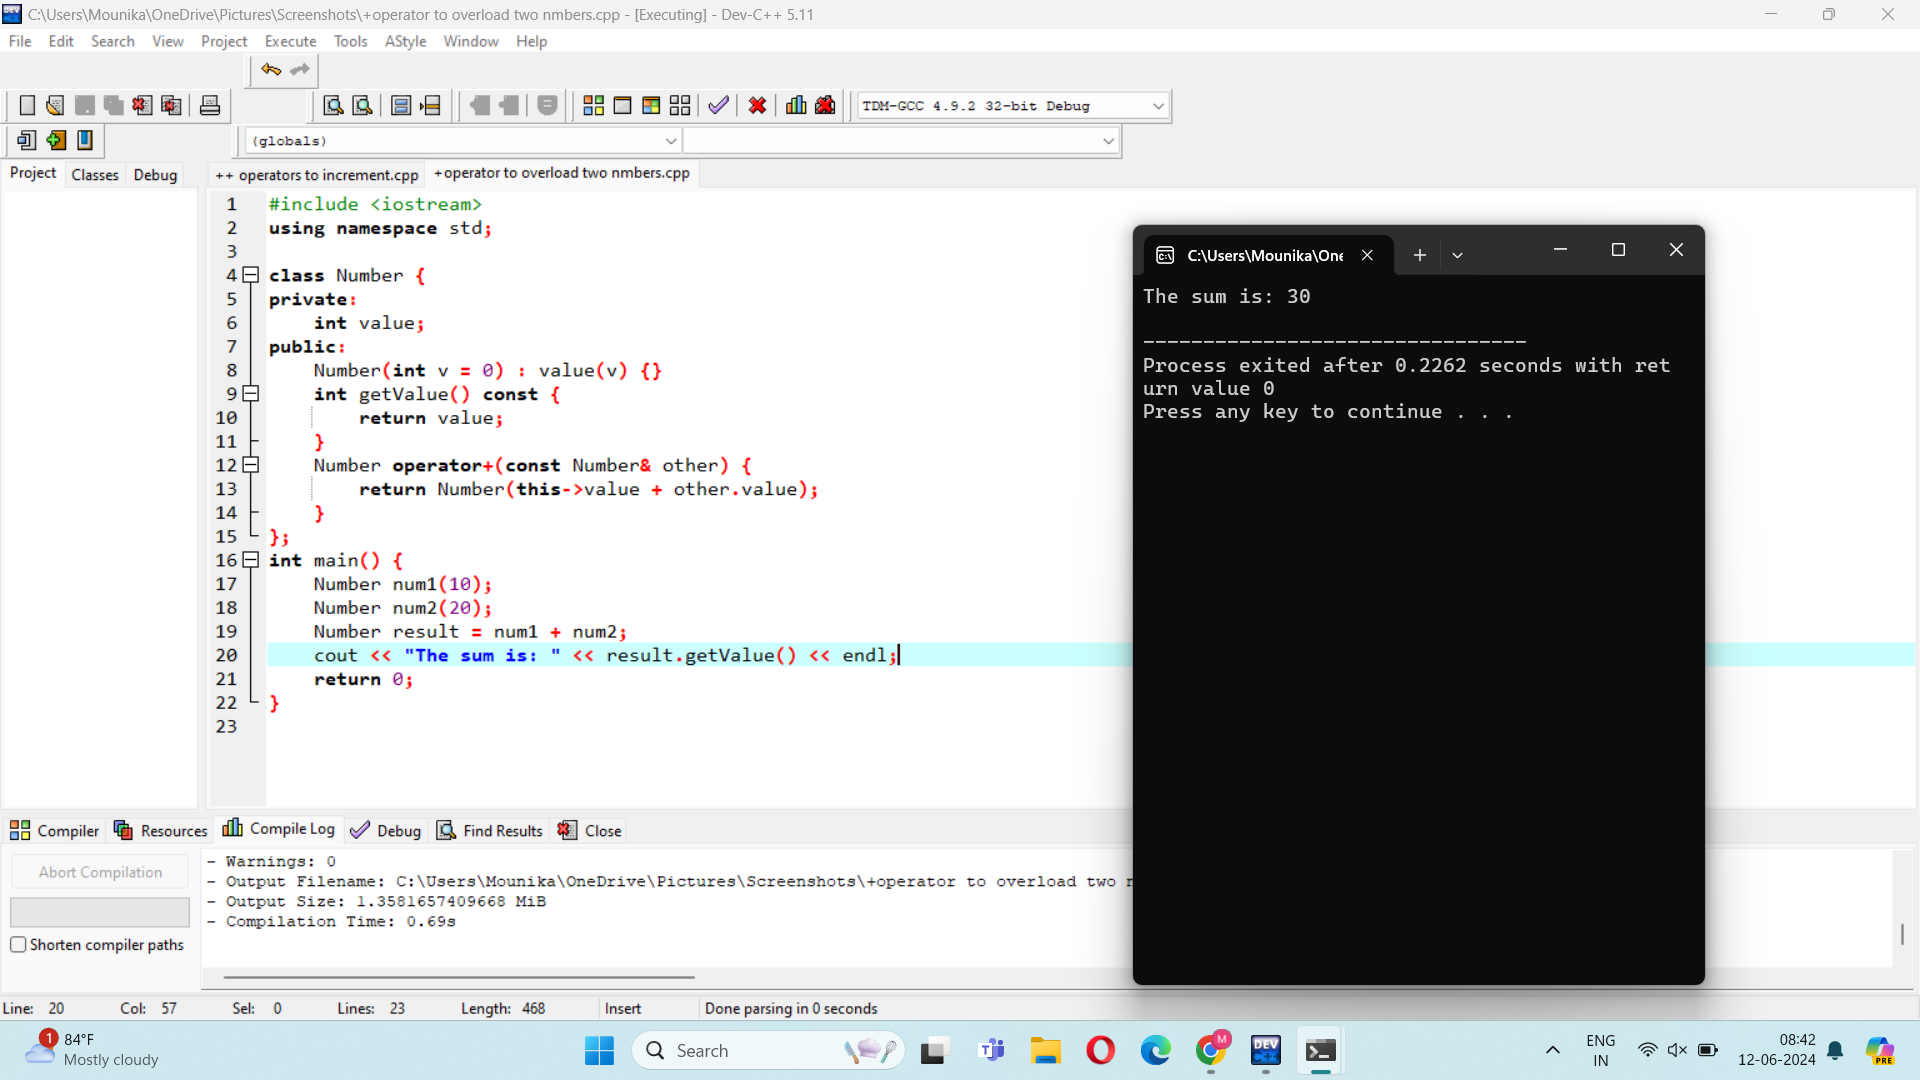 C:\Users\Mounika\OneDrive\Pictures\Screenshots\+operator to overload two nmbers.cpp - [Executing] - Dev-C++ 5.11
File Edit Search View Project Execute Tools AStyle Window Help
TDM-GCC 4.9.2 32-bit Debug
(globals)
Project Classes Debug
++ operators to increment.cpp +operator to overload two nmbers.cpp
1 #include <iostream>
2 using namespace std;
3
4 class Number {
5 private:
6     int value;
7 public:
8     Number(int v = 0) : value(v) {}
9     int getValue() const {
10         return value;
11     }
12     Number operator+(const Number& other) {
13         return Number(this->value + other.value);
14     }
15 };
16 int main() {
17     Number num1(10);
18     Number num2(20);
19     Number result = num1 + num2;
20     cout << "The sum is: " << result.getValue() << endl;
21     return 0;
22 }
23
C:\Users\Mounika\One
The sum is: 30
--------------------------------
Process exited after 0.2262 seconds with ret
urn value 0
Press any key to continue . . .
Compiler Resources Compile Log Debug Find Results Close
Abort Compilation
Shorten compiler paths
- Warnings: 0
- Output Filename: C:\Users\Mounika\OneDrive\Pictures\Screenshots\+operator to overload two
- Output Size: 1.3581657409668 MiB
- Compilation Time: 0.69s
Line: 20 Col: 57 Sel: 0 Lines: 23 Length: 468 Insert Done parsing in 0 seconds
1
84°F
Mostly cloudy
Search
M
DEV
C++
ENG
IN
08:42
12-06-2024
PRE